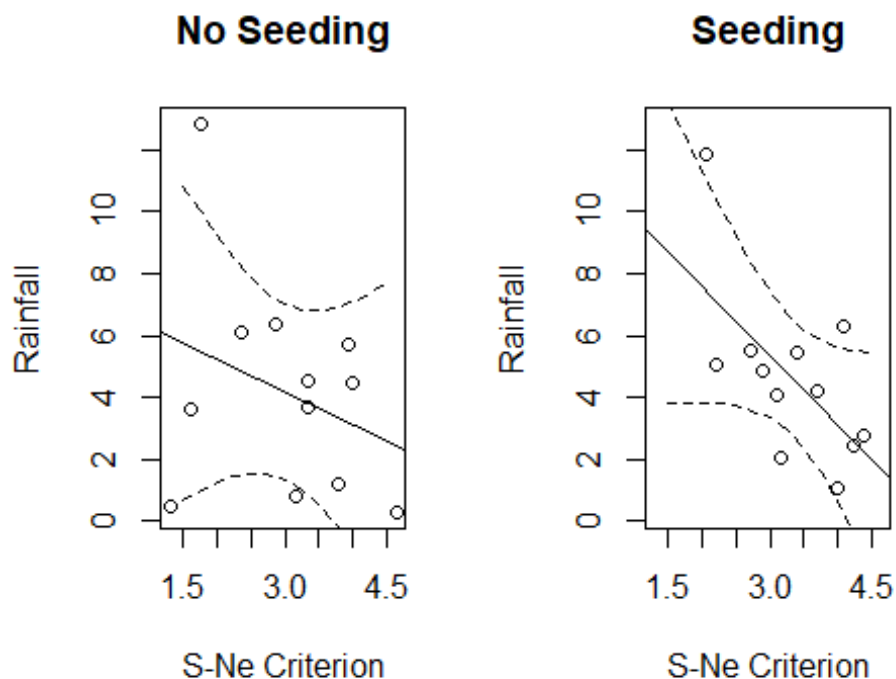 No Seeding
Rainfall
0 2 4 6 8 10
1.5 3.0 4.5
S-Ne Criterion
Seeding
Rainfall
0 2 4 6 8 10
1.5 3.0 4.5
S-Ne Criterion